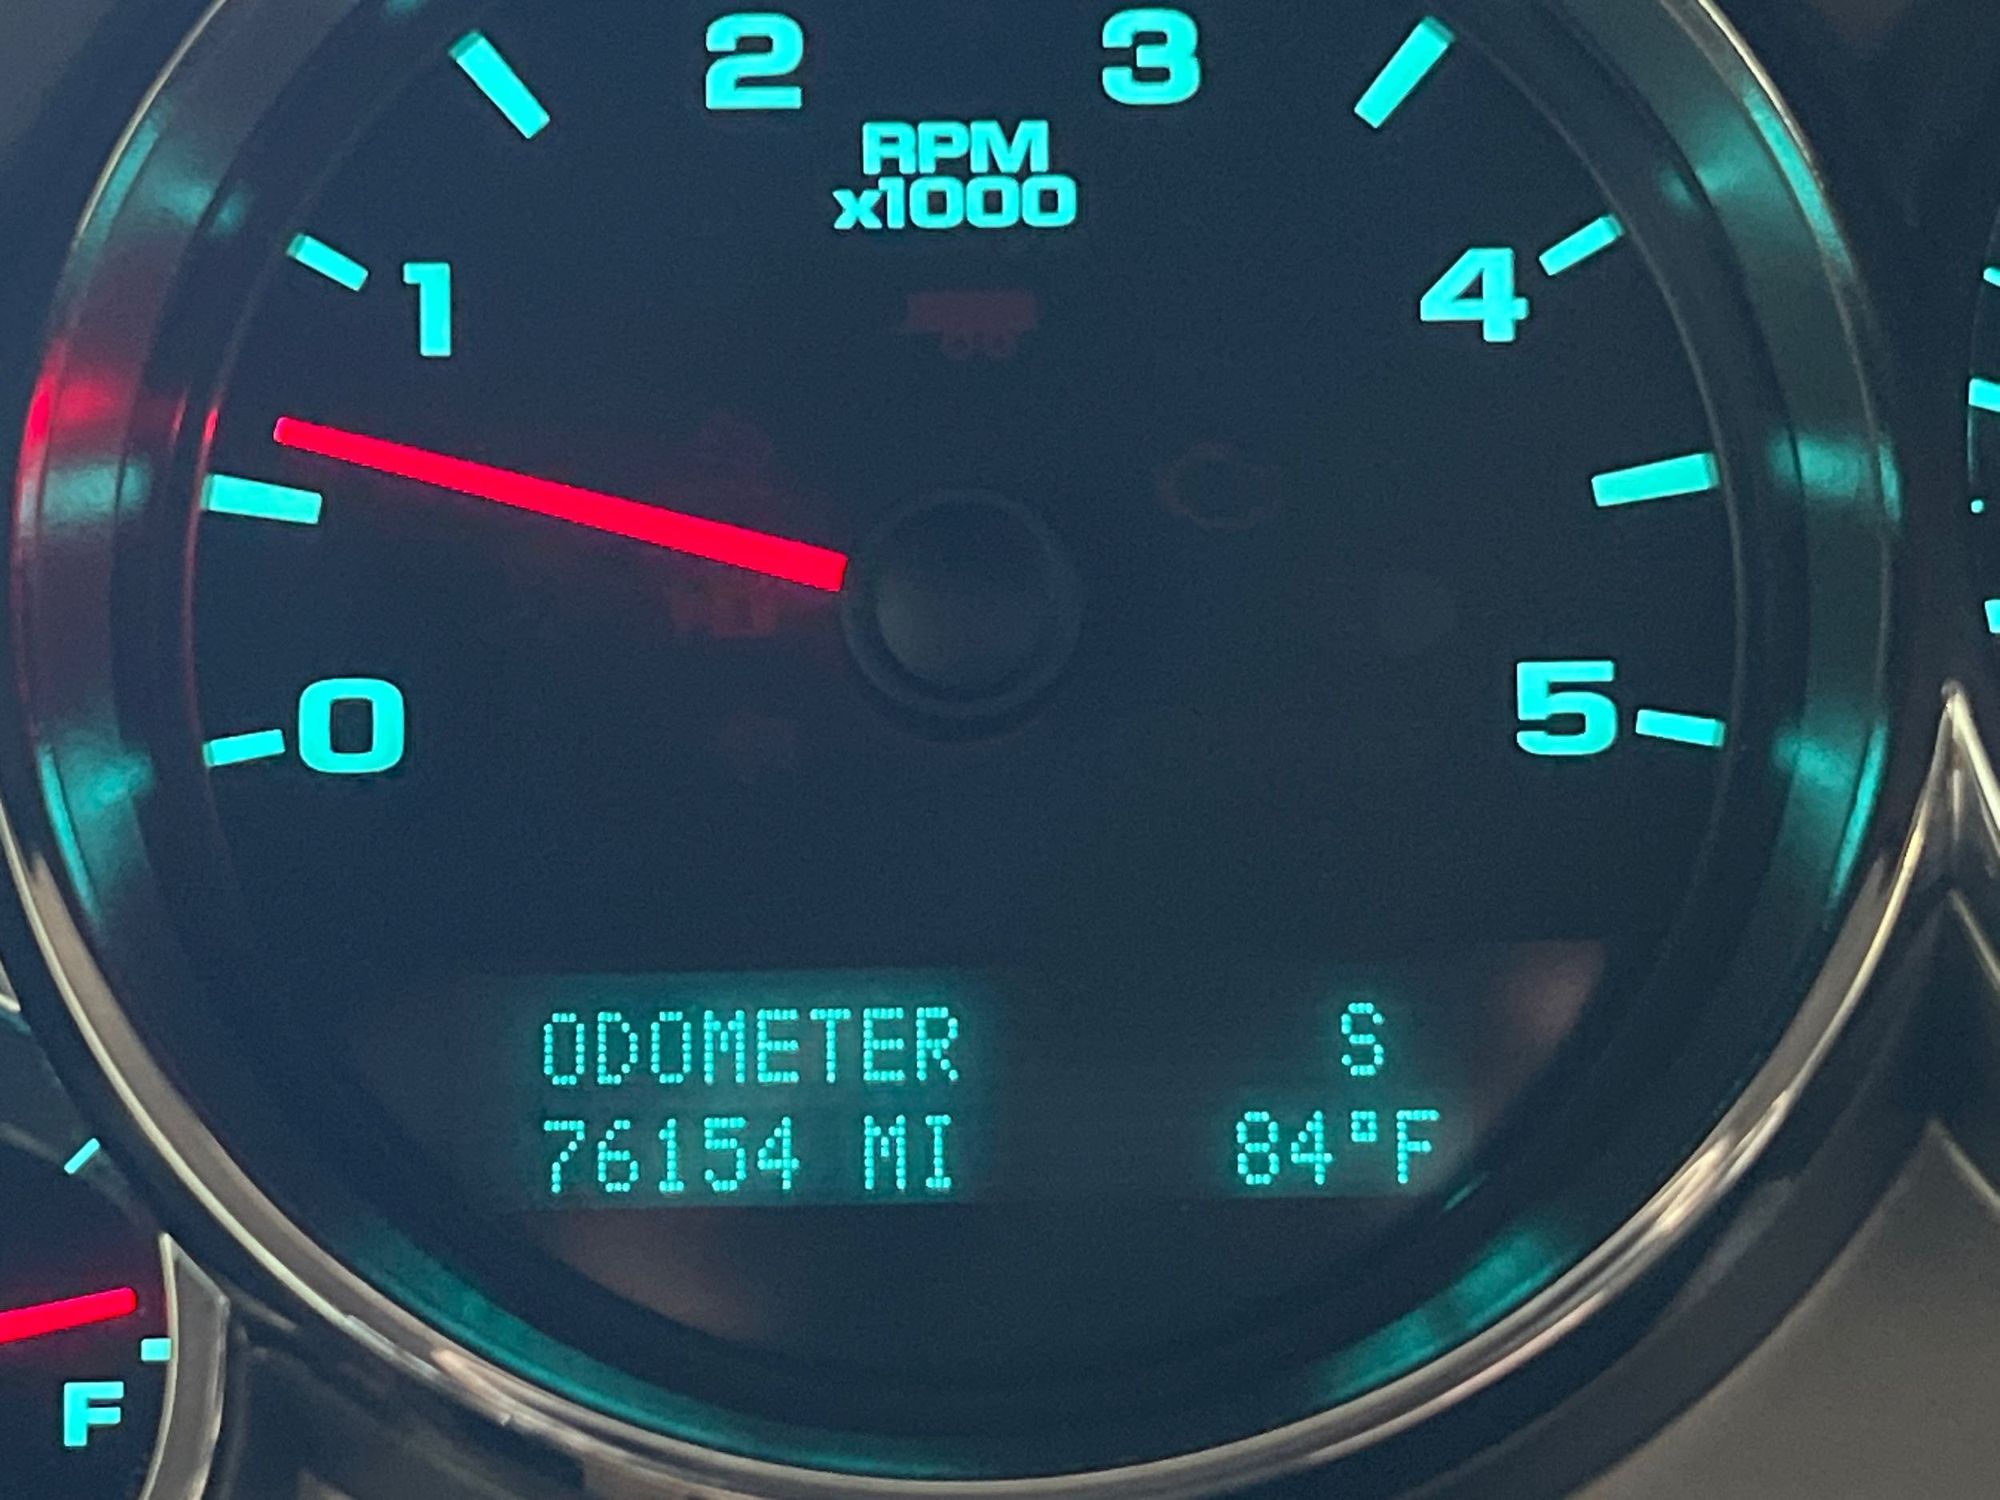 2 3
RPM
x1000
1 4
0 5
ODOMETER S
76154 MI 84°F
F